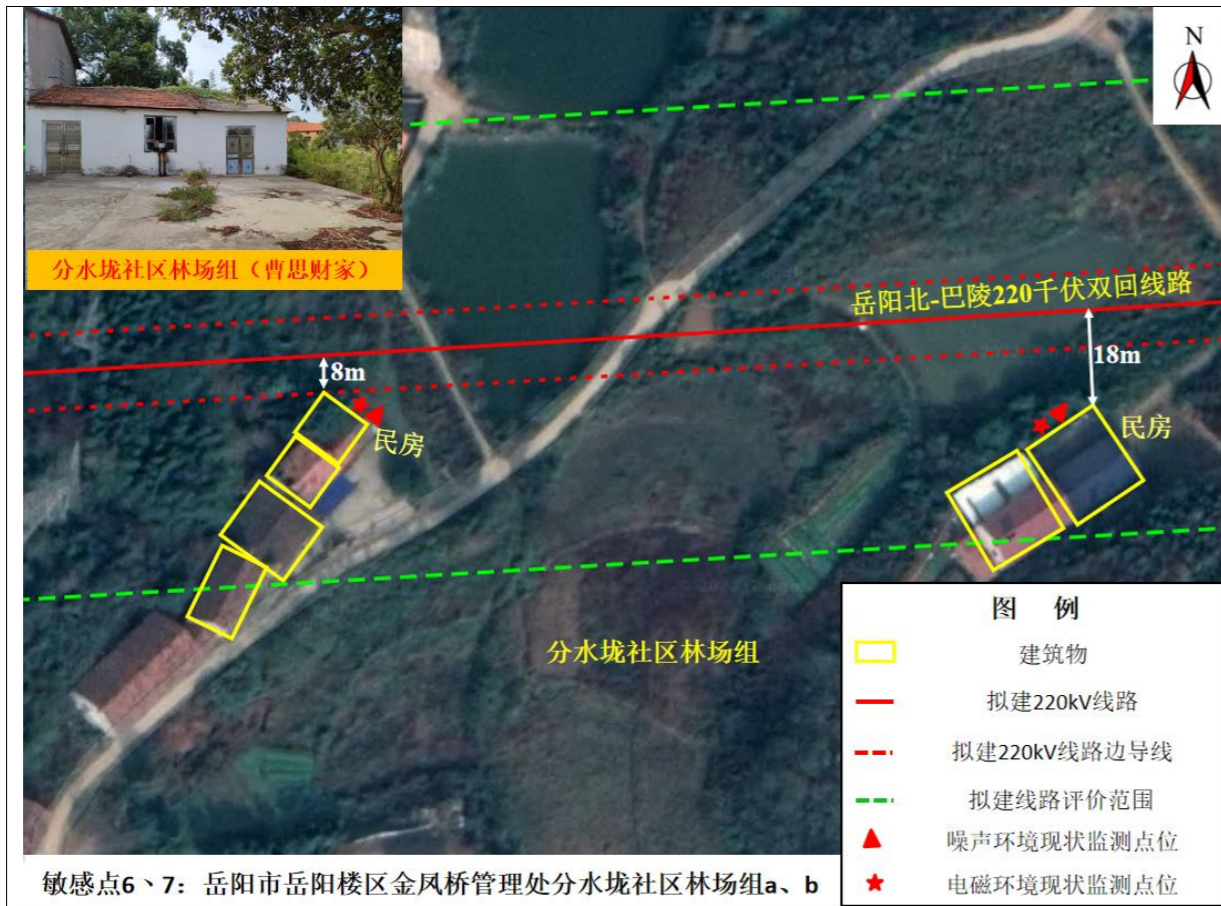 N
分水垅社区林场组（曹思财家）
岳阳北-巴陵220千伏双回线路
8m
18m
民房
民房
分水垅社区林场组
图 例
建筑物
拟建220kV线路
拟建220kV线路边导线
拟建线路评价范围
噪声环境现状监测点位
电磁环境现状监测点位
敏感点6、7：岳阳市岳阳楼区金凤桥管理处分水垅社区林场组a、b